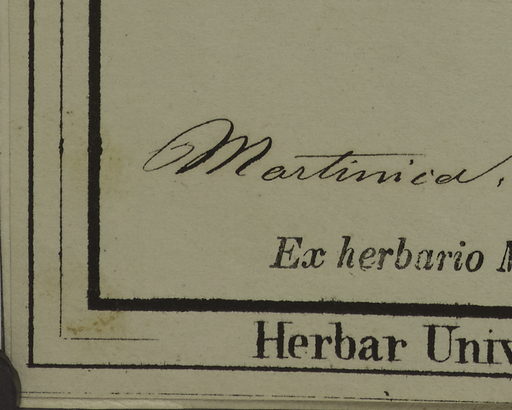 Martinica,
Ex herbario
Herbar Univ